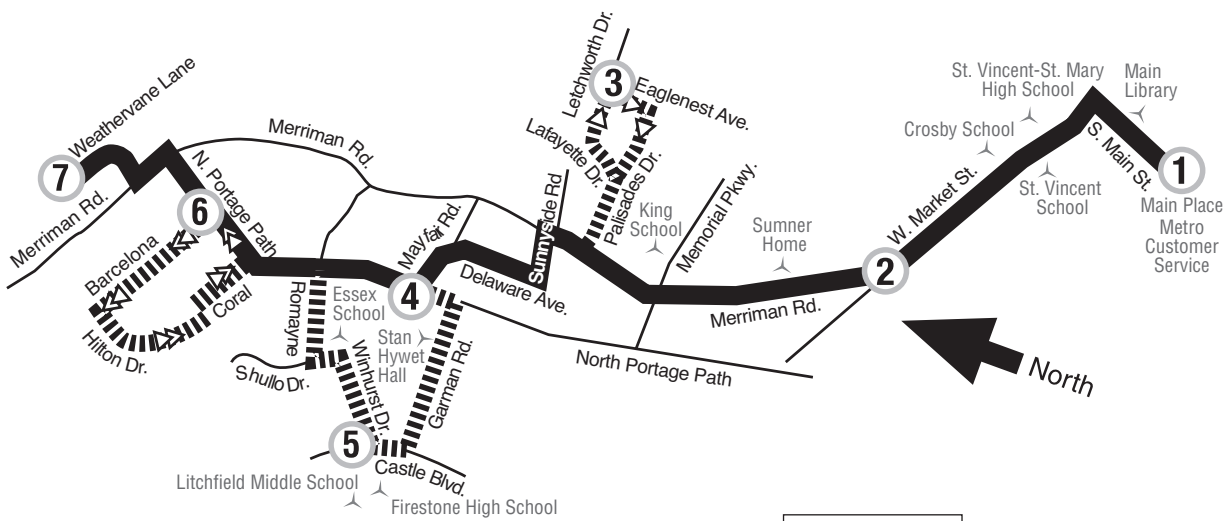 Letchworth Dr.
3
Eaglenest Ave.
Lafayette Dr.
Palisades Dr.
St. Vincent-St. Mary
High School
Main
Library
Crosby School
S. Main St.
1
Main Place
Metro
Customer
Service
St. Vincent
School
W. Market St.
2
Weathervane Lane
7
Merriman Rd.
N. Portage Path
6
Merriman Rd.
Sunnyside Rd
King
School
Memorial Pkwy.
Sumner
Home
Merriman Rd.
Mayfair Rd.
4
Delaware Ave.
Barcelona
Coral
Hilton Dr.
Romayne
Essex
School
Stan
Hywet
Hall
Shullo Dr.
Winhurst Dr.
Garman Rd.
North Portage Path
North
5
Castle Blvd.
Litchfield Middle School
Firestone High School